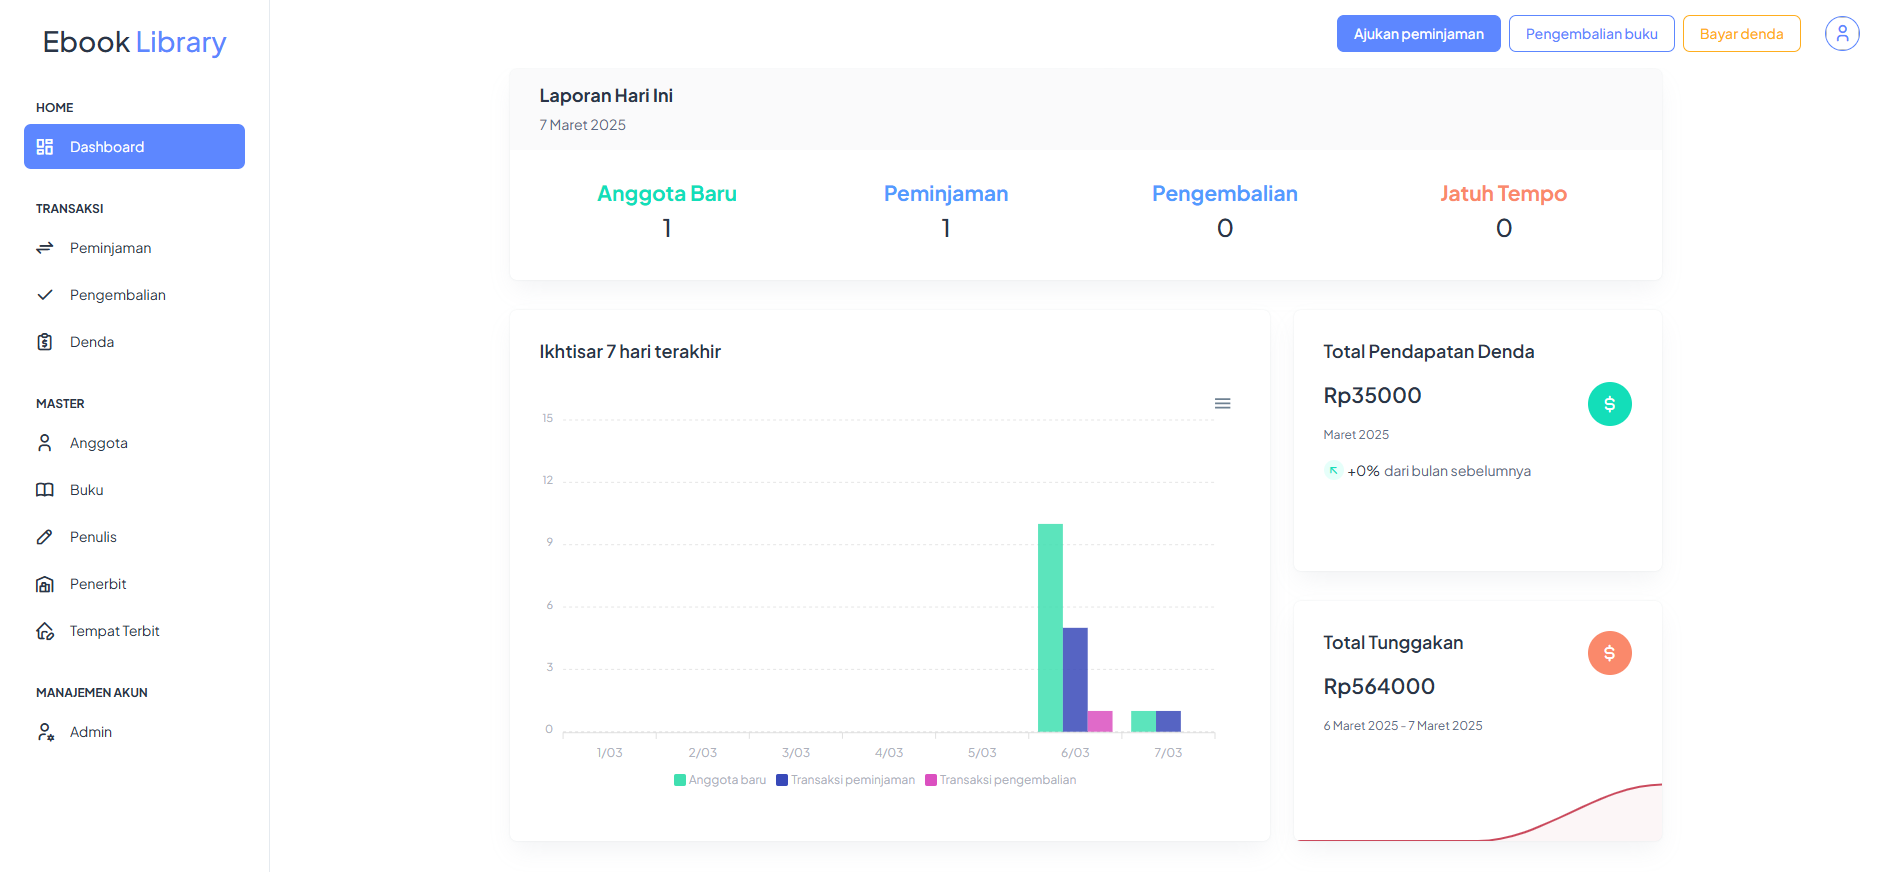 Ebook Library
HOME
Dashboard
TRANSAKSI
Peminjaman
Pengembalian
Denda
MASTER
Anggota
Buku
Penulis
Penerbit
Tempat Terbit
MANAJEMEN AKUN
Admin
Ajukan peminjaman
Pengembalian buku
Bayar denda
Laporan Hari Ini
7 Maret 2025
Anggota Baru
1
Peminjaman
1
Pengembalian
0
Jatuh Tempo
0
Ikhtisar 7 hari terakhir
15
12
9
6
3
0
1/03 2/03 3/03 4/03 5/03 6/03 7/03
Anggota baru Transaksi peminjaman Transaksi pengembalian
Total Pendapatan Denda
Rp35000
$
Maret 2025
+0% dari bulan sebelumnya
Total Tunggakan
$
Rp564000
6 Maret 2025 - 7 Maret 2025